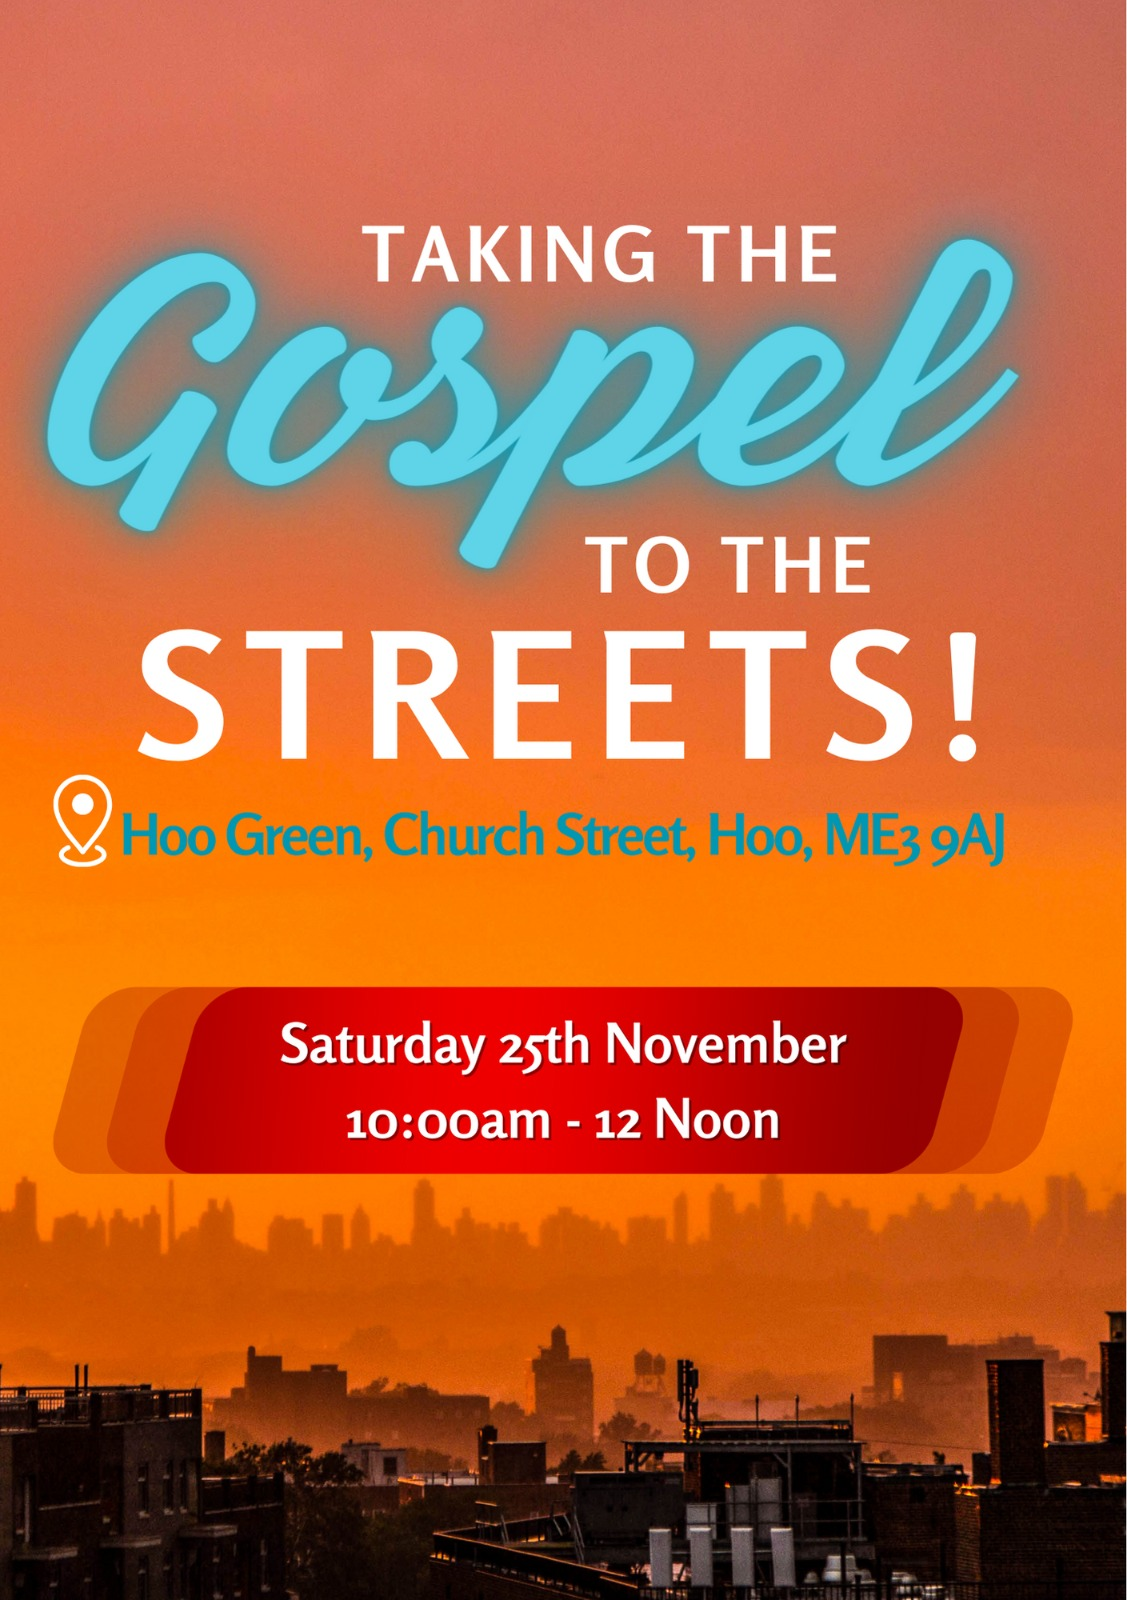 TAKING THE
Gospel
TO THE
STREETS!
Hoo Green, Church Street, Hoo, ME3 9AJ
Saturday 25th November
10:00am - 12 Noon